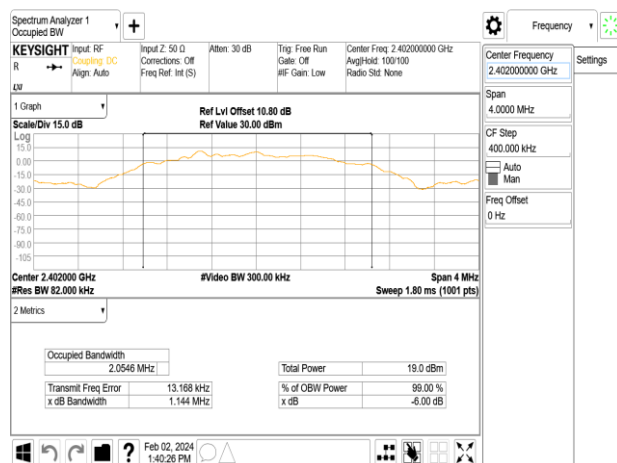 Spectrum Analyzer 1
Occupied BW
Frequency
KEYSIGHT
R
LXI
Input: RF
Coupling: DC
Align: Auto
Input Z: 50 Ω
Corrections: Off
Freq Ref: Int (S)
Atten: 30 dB
Trig: Free Run
Gate: Off
#IF Gain: Low
Center Freq: 2.402000000 GHz
Avg|Hold: 100/100
Radio Std: None
Center Frequency
2.402000000 GHz
Settings
Span
4.0000 MHz
CF Step
400.000 kHz
Auto
Man
Freq Offset
0 Hz
1 Graph
Scale/Div 15.0 dB
Ref Lvl Offset 10.80 dB
Ref Value 30.00 dBm
Log
15.0
0.00
-15.0
-30.0
-45.0
-60.0
-75.0
-90.0
-105
Center 2.402000 GHz
#Res BW 82.000 kHz
#Video BW 300.00 kHz
Span 4 MHz
Sweep 1.80 ms (1001 pts)
2 Metrics
Occupied Bandwidth
2.0546 MHz
Transmit Freq Error 13.168 kHz
x dB Bandwidth 1.144 MHz
Total Power 19.0 dBm
% of OBW Power 99.00 %
x dB -6.00 dB
?
Feb 02, 2024
1:40:26 PM